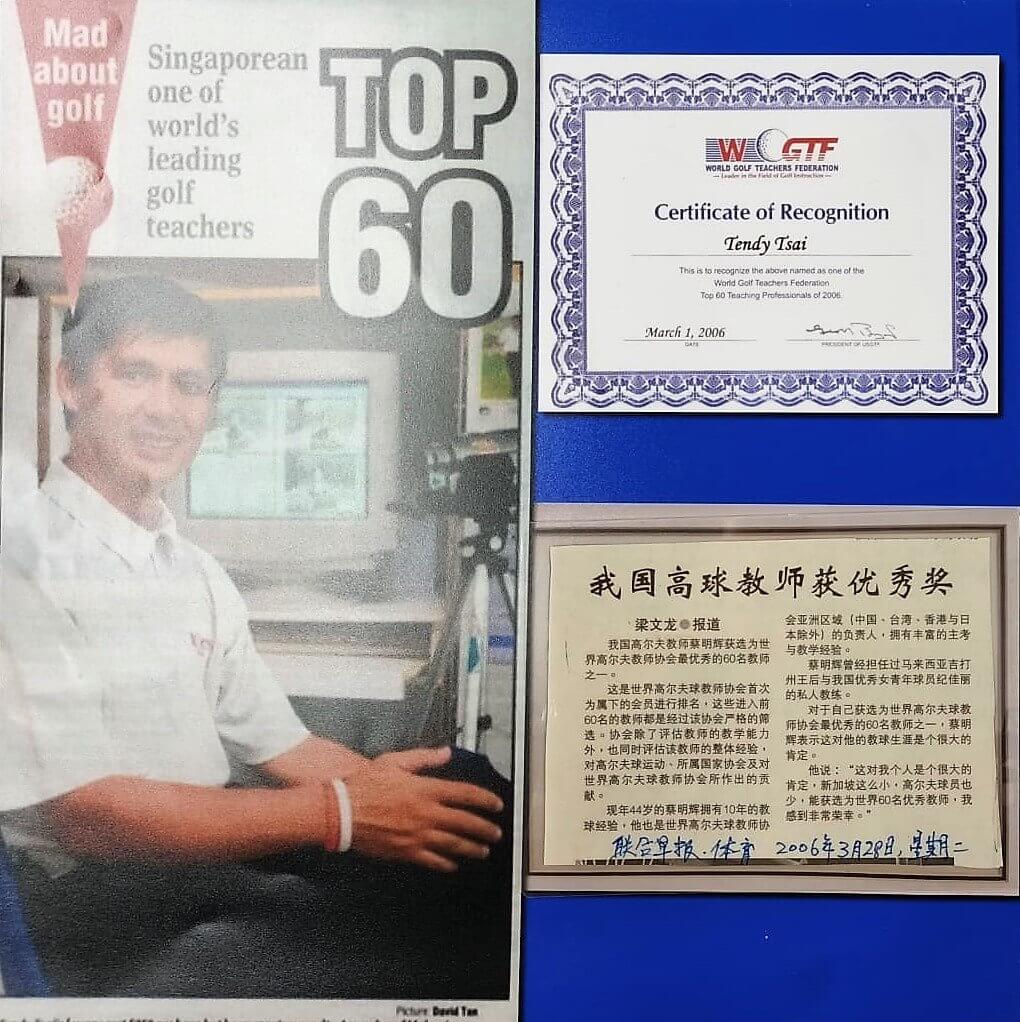 Mad
about
golf
Singaporean
one of
world's
leading
golf
teachers
TOP
60
Picture: David Tan
WGTF
WORLD GOLF TEACHERS FEDERATION
Leader in the Field of Golf Instruction
Certificate of Recognition
Tendy Tsai
This is to recognize the above named as one of the
World Golf Teachers Federation
Top 60 Teaching Professionals of 2006.
March 1, 2006
DATE
PRESIDENT OF USGTF
我国高球教师获优秀奖
梁文龙●报道
我国高尔夫教师蔡明辉获选为世
界高尔夫教师协会最优秀的60名教师
之一。
这是世界高尔夫球教师协会首次
为属下的会员进行排名，这些进入前
60名的教师都是经过该协会严格的筛
选。协会除了评估教师的教学能力
外，也同时评估该教师的整体经验，
对高尔夫球运动、所属国家协会及对
世界高尔夫球教师协会所作出的贡
献。
现年44岁的蔡明辉拥有10年的教
球经验，他也是世界高尔夫球教师协
会亚洲区域（中国、台湾、香港与日
本除外）的负责人，拥有丰富的主考
与教学经验。
蔡明辉曾经担任过马来西亚吉打
州王后与我国优秀女青年球员纪佳丽
的私人教练。
对于自己获选为世界高尔夫球教
师协会最优秀的60名教师之一，蔡明
辉表示这对他的教球生涯是个很大的
肯定。
他说：“这对我个人是个很大的
肯定，新加坡这么小，高尔夫球员也
少，能获选为世界60名优秀教师，我
感到非常荣幸。”
联合早报·体育 2006年3月28日，星期二